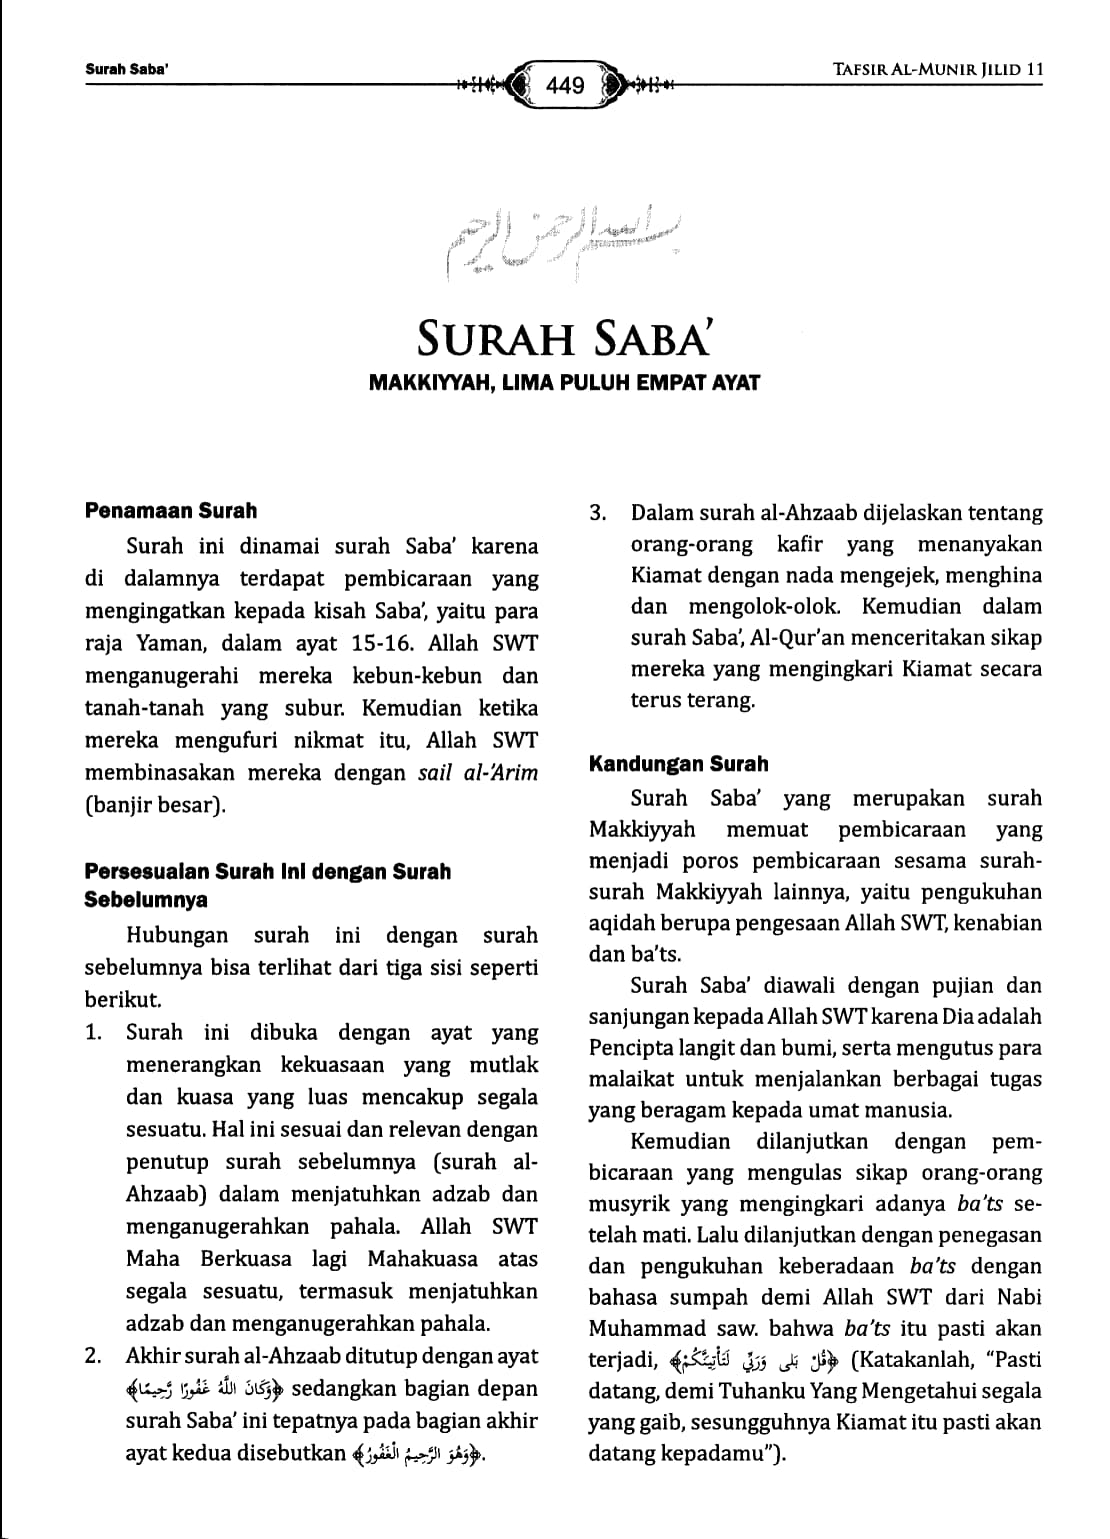 Surah Saba'
449
TAFSIR AL-MUNIR JILID 11
بسم الله الرحمن الرحيم
SURAH SABA'
MAKKIYYAH, LIMA PULUH EMPAT AYAT
Penamaan Surah
Surah ini dinamai surah Saba' karena
di dalamnya terdapat pembicaraan yang
mengingatkan kepada kisah Saba', yaitu para
raja Yaman, dalam ayat 15-16. Allah SWT
menganugerahi mereka kebun-kebun dan
tanah-tanah yang subur. Kemudian ketika
mereka mengufuri nikmat itu, Allah SWT
membinasakan mereka dengan sail al-'Arim
(banjir besar).
Persesuaian Surah Ini dengan Surah
Sebelumnya
Hubungan surah ini dengan surah
sebelumnya bisa terlihat dari tiga sisi seperti
berikut.
1. Surah ini dibuka dengan ayat yang
menerangkan kekuasaan yang mutlak
dan kuasa yang luas mencakup segala
sesuatu. Hal ini sesuai dan relevan dengan
penutup surah sebelumnya (surah al-
Ahzaab) dalam menjatuhkan adzab dan
menganugerahkan pahala. Allah SWT
Maha Berkuasa lagi Mahakuasa atas
segala sesuatu, termasuk menjatuhkan
adzab dan menganugerahkan pahala.
2. Akhir surah al-Ahzaab ditutup dengan ayat
﴿وَكَانَ اللَّهُ غَفُورًا رَّحِيمًا﴾ sedangkan bagian depan
surah Saba' ini tepatnya pada bagian akhir
ayat kedua disebutkan ﴿وَهُوَ الرَّحِيمُ الْغَفُورُ﴾.
3. Dalam surah al-Ahzaab dijelaskan tentang
orang-orang kafir yang menanyakan
Kiamat dengan nada mengejek, menghina
dan mengolok-olok. Kemudian dalam
surah Saba', Al-Qur'an menceritakan sikap
mereka yang mengingkari Kiamat secara
terus terang.
Kandungan Surah
Surah Saba' yang merupakan surah
Makkiyyah memuat pembicaraan yang
menjadi poros pembicaraan sesama surah-
surah Makkiyyah lainnya, yaitu pengukuhan
aqidah berupa pengesaan Allah SWT, kenabian
dan ba'ts.
Surah Saba' diawali dengan pujian dan
sanjungan kepada Allah SWT karena Dia adalah
Pencipta langit dan bumi, serta mengutus para
malaikat untuk menjalankan berbagai tugas
yang beragam kepada umat manusia.
Kemudian dilanjutkan dengan pem-
bicaraan yang mengulas sikap orang-orang
musyrik yang mengingkari adanya ba'ts se-
telah mati. Lalu dilanjutkan dengan penegasan
dan pengukuhan keberadaan ba'ts dengan
bahasa sumpah demi Allah SWT dari Nabi
Muhammad saw. bahwa ba'ts itu pasti akan
terjadi, ﴿قُلْ بَلَى وَرَبِّي لَتَأْتِيَنَّكُمْ﴾ (Katakanlah, "Pasti
datang, demi Tuhanku Yang Mengetahui segala
yang gaib, sesungguhnya Kiamat itu pasti akan
datang kepadamu").